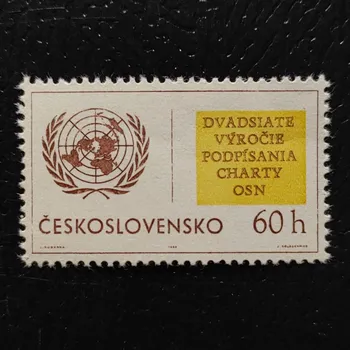 DVADSIATE
VÝROČIE
PODPÍSANIA
CHARTY
OSN
ČESKOSLOVENSKO 60 h